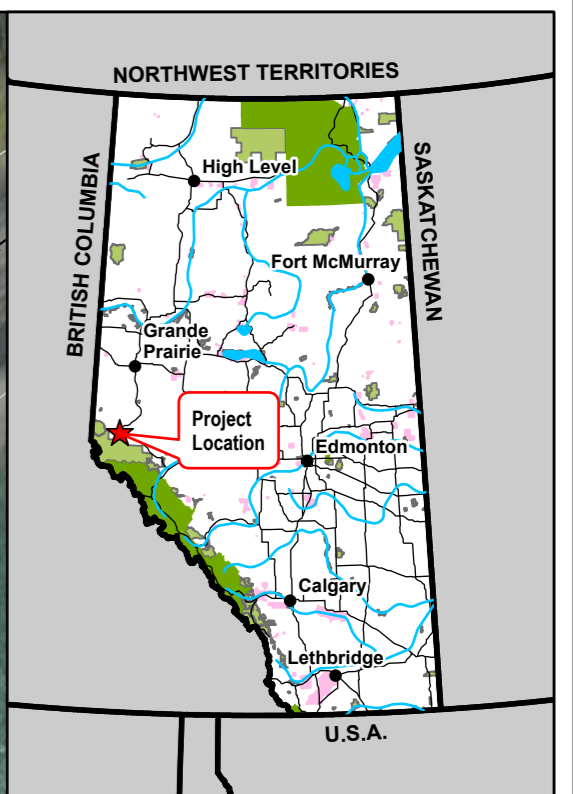 NORTHWEST TERRITORIES
BRITISH COLUMBIA
SASKATCHEWAN
High Level
Fort McMurray
Grande
Prairie
Project
Location
Edmonton
Calgary
Lethbridge
U.S.A.